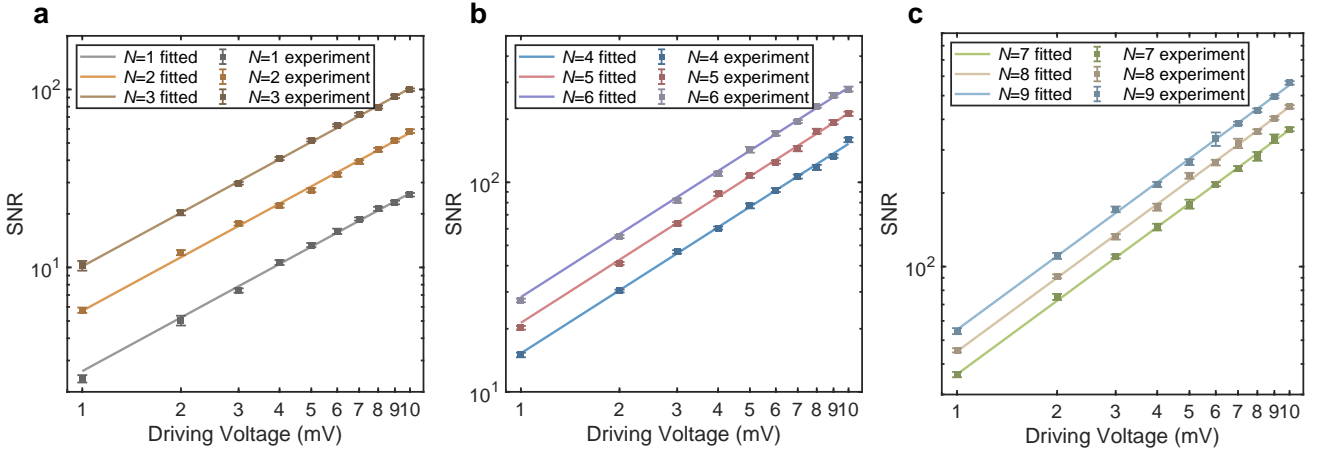 a
N=1 fitted N=1 experiment
N=2 fitted N=2 experiment
N=3 fitted N=3 experiment
10²
10¹
SNR
1 2 3 4 5 6 7 8 9 10
Driving Voltage (mV)
b
N=4 fitted N=4 experiment
N=5 fitted N=5 experiment
N=6 fitted N=6 experiment
10²
10¹
SNR
1 2 3 4 5 6 7 8 9 10
Driving Voltage (mV)
c
N=7 fitted N=7 experiment
N=8 fitted N=8 experiment
N=9 fitted N=9 experiment
10²
SNR
1 2 3 4 5 6 7 8 9 10
Driving Voltage (mV)